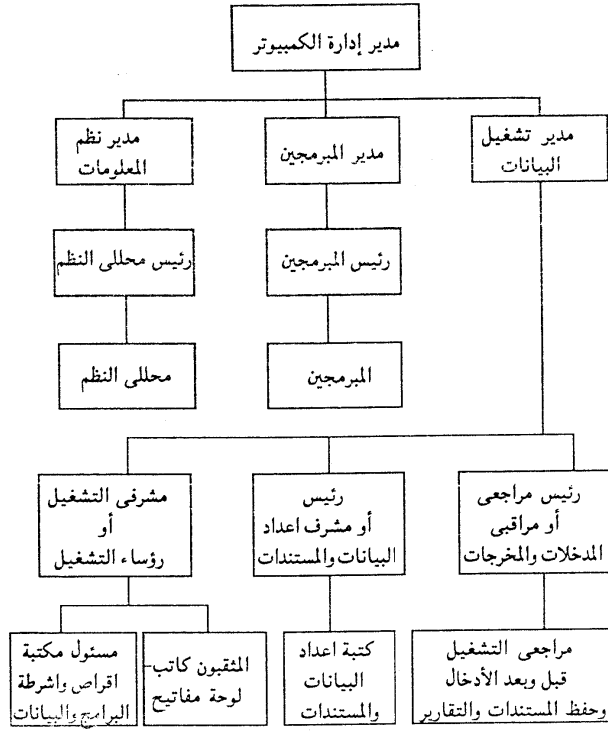 مدير إدارة الكمبيوتر
مدير تشغيل
البيانات
مدير المبرمجين
مدير نظم
المعلومات
رئيس المبرمجين
رئيس محللى النظم
المبرمجين
محللى النظم
رئيس مراجعى
أو مراقبى
المدخلات والمخرجات
رئيس
أو مشرف اعداد
البيانات والمستندات
مشرفى التشغيل
أو
رؤساء التشغيل
مراجعى التشغيل
قبل وبعد الأدخال
وحفظ المستندات والتقارير
كتبة اعداد
البيانات
والمستندات
المثقبون كاتب
لوحة مفاتيح
مسئول مكتبة
اقراص واشرطة
البرامج والبيانات